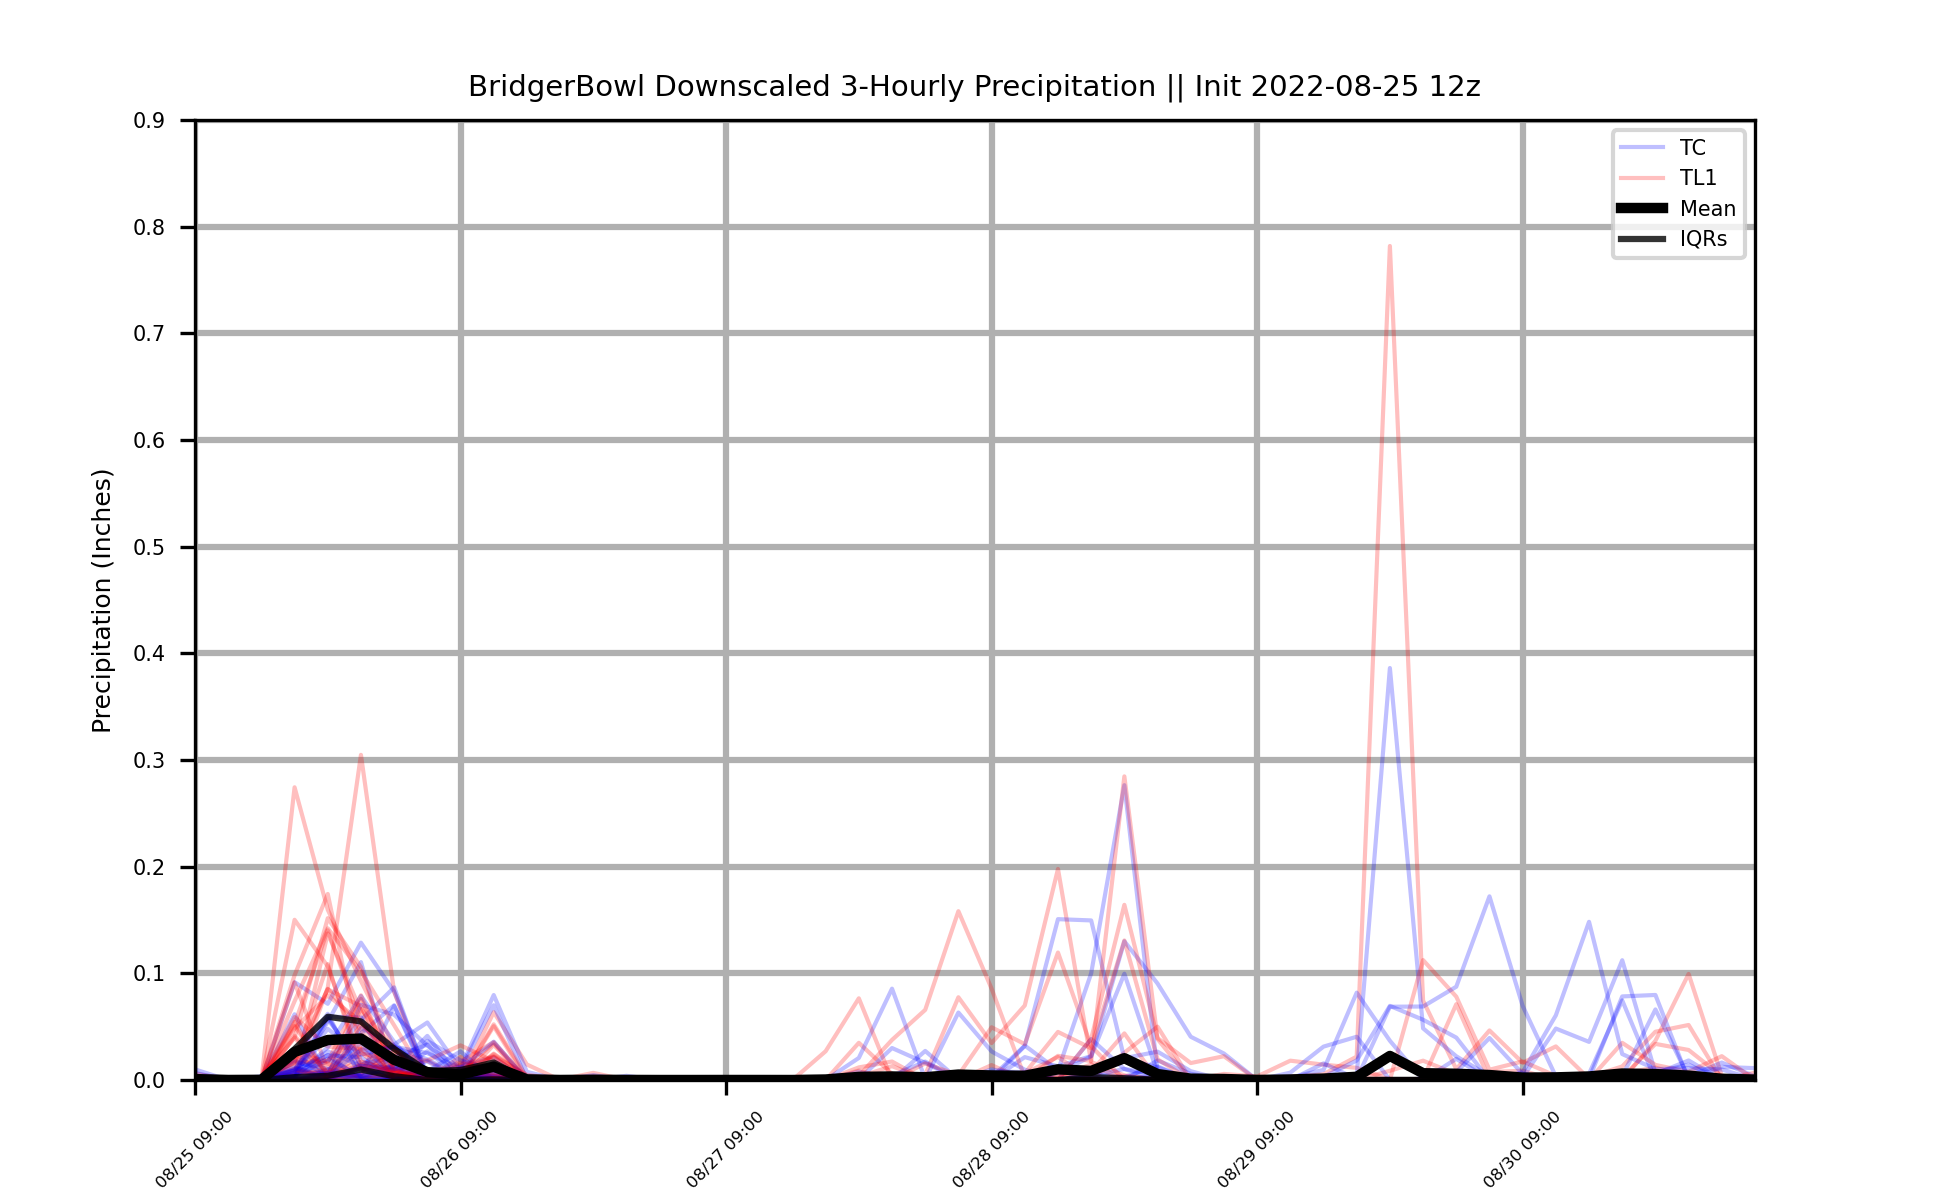 BridgerBowl Downscaled 3-Hourly Precipitation || Init 2022-08-25 12z
0.9
0.8
0.7
0.6
0.5
0.4
0.3
0.2
0.1
0.0
Precipitation (Inches)
TC
TL1
Mean
IQRs
08/25 09:00
08/26 09:00
08/27 09:00
08/28 09:00
08/29 09:00
08/30 09:00